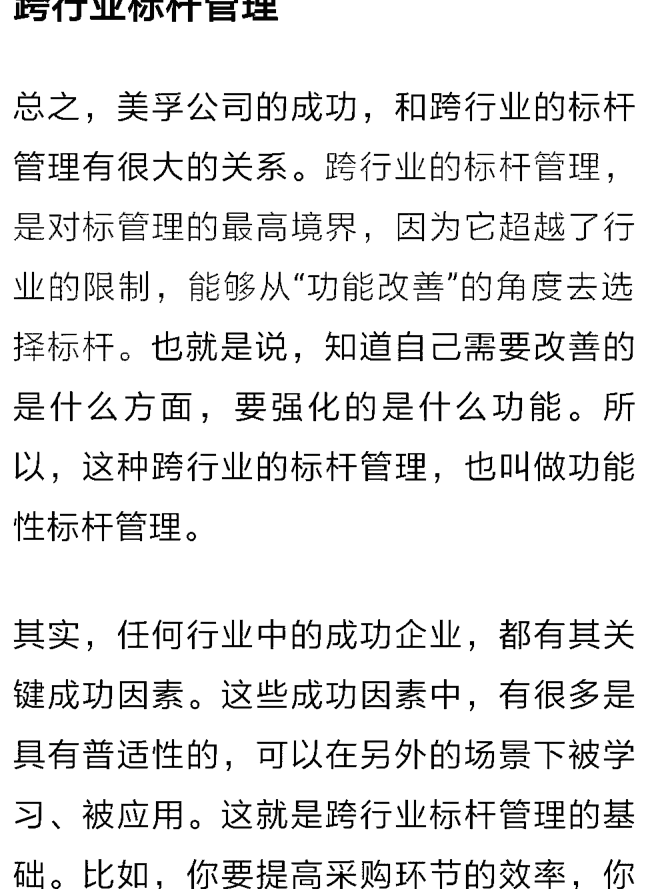 跨行业标杆管理
总之，美孚公司的成功，和跨行业的标杆
管理有很大的关系。跨行业的标杆管理，
是对标管理的最高境界，因为它超越了行
业的限制，能够从“功能改善”的角度去选
择标杆。也就是说，知道自己需要改善的
是什么方面，要强化的是什么功能。所
以，这种跨行业的标杆管理，也叫做功能
性标杆管理。
其实，任何行业中的成功企业，都有其关
键成功因素。这些成功因素中，有很多是
具有普适性的，可以在另外的场景下被学
习、被应用。这就是跨行业标杆管理的基
础。比如，你要提高采购环节的效率，你